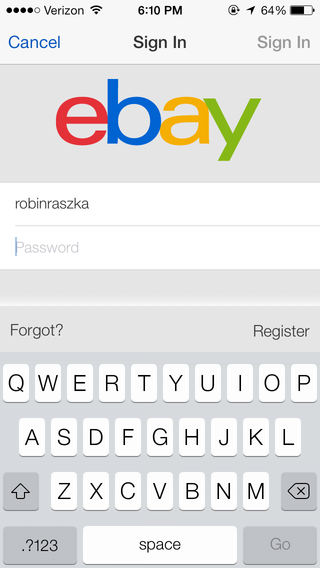 Verizon 6:10 PM 64%
Cancel Sign In Sign In
ebay
robinraszka
Password
Forgot? Register
Q W E R T Y U I O P
A S D F G H J K L
Z X C V B N M
.?123 space Go